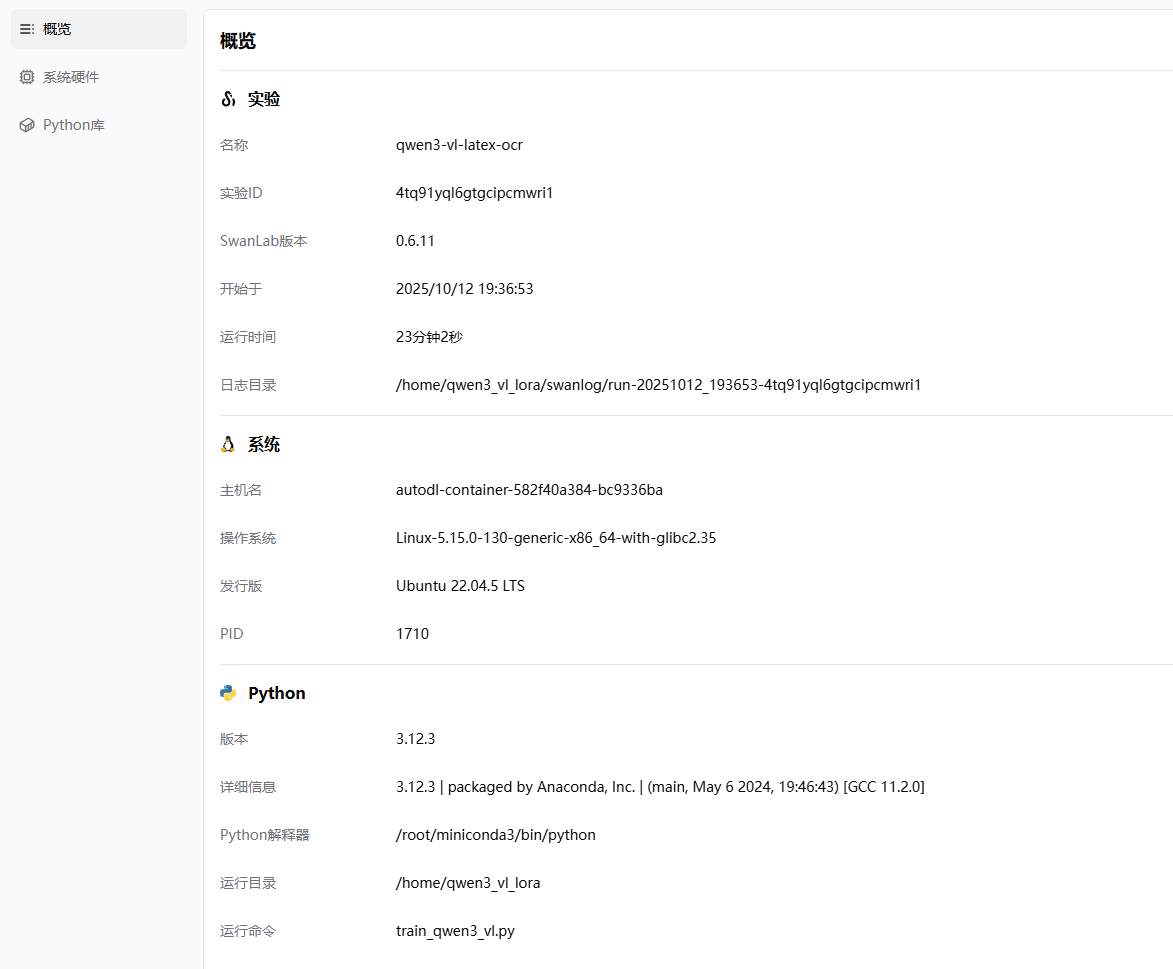 概览
系统硬件
Python库
概览
实验
名称 qwen3-vl-latex-ocr
实验ID 4tq91yql6gtgcipcmwri1
SwanLab版本 0.6.11
开始于 2025/10/12 19:36:53
运行时间 23分钟2秒
日志目录 /home/qwen3_vl_lora/swanlog/run-20251012_193653-4tq91yql6gtgcipcmwri1
系统
主机名 autodl-container-582f40a384-bc9336ba
操作系统 Linux-5.15.0-130-generic-x86_64-with-glibc2.35
发行版 Ubuntu 22.04.5 LTS
PID 1710
Python
版本 3.12.3
详细信息 3.12.3 | packaged by Anaconda, Inc. | (main, May 6 2024, 19:46:43) [GCC 11.2.0]
Python解释器 /root/miniconda3/bin/python
运行目录 /home/qwen3_vl_lora
运行命令 train_qwen3_vl.py